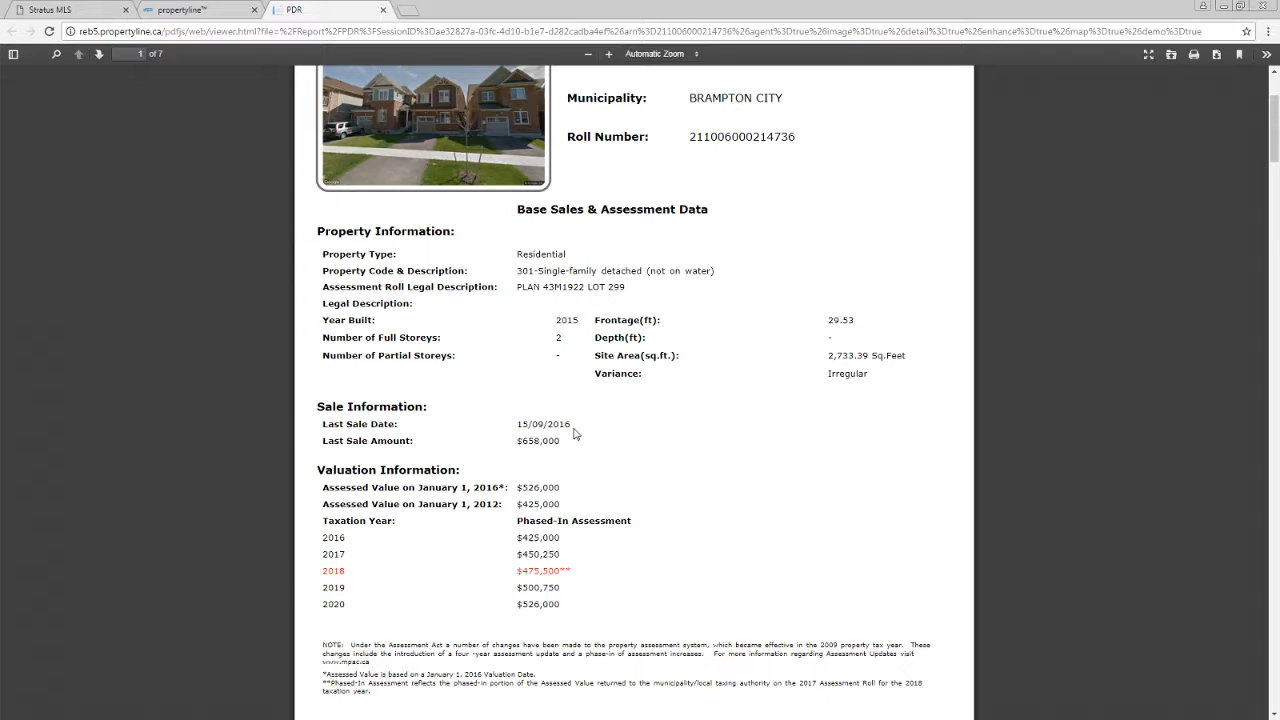 Stratus MLS
propertyline™
PDR
reb5.propertyline.ca/pdfjs/web/viewer.html?file=%2FReport%2FPDR%3FSessionID%3Dae32827a-03fc-4d10-b1e7-d282cadba4ef%26arn%3D211006000214736%26agent%3Dtrue%26image%3Dtrue%26detail%3Dtrue%26enhance%3Dtrue%26map%3Dtrue%26demo%3Dtrue
1 of 7
Automatic Zoom
Municipality: BRAMPTON CITY
Roll Number: 211006000214736
Base Sales & Assessment Data
Property Information:
Property Type: Residential
Property Code & Description: 301-Single-family detached (not on water)
Assessment Roll Legal Description: PLAN 43M1922 LOT 299
Legal Description:
Year Built: 2015 Frontage(ft): 29.53
Number of Full Storeys: 2 Depth(ft): -
Number of Partial Storeys: - Site Area(sq.ft.): 2,733.39 Sq.Feet
Variance: Irregular
Sale Information:
Last Sale Date: 15/09/2016
Last Sale Amount: $658,000
Valuation Information:
Assessed Value on January 1, 2016*: $526,000
Assessed Value on January 1, 2012: $425,000
Taxation Year: Phased-In Assessment
2016 $425,000
2017 $450,250
2018 $475,500**
2019 $500,750
2020 $526,000
NOTE: Under the Assessment Act a number of changes have been made to the property assessment system, which became effective in the 2009 property tax year. These
changes include the introduction of a four -year assessment update and a phase-in of assessment increases. For more information regarding Assessment Updates visit
www.mpac.ca
*Assessed Value is based on a January 1, 2016 Valuation Date.
**Phased-In Assessment reflects the phased-in portion of the Assessed Value returned to the municipality/local taxing authority on the 2017 Assessment Roll for the 2018
taxation year.